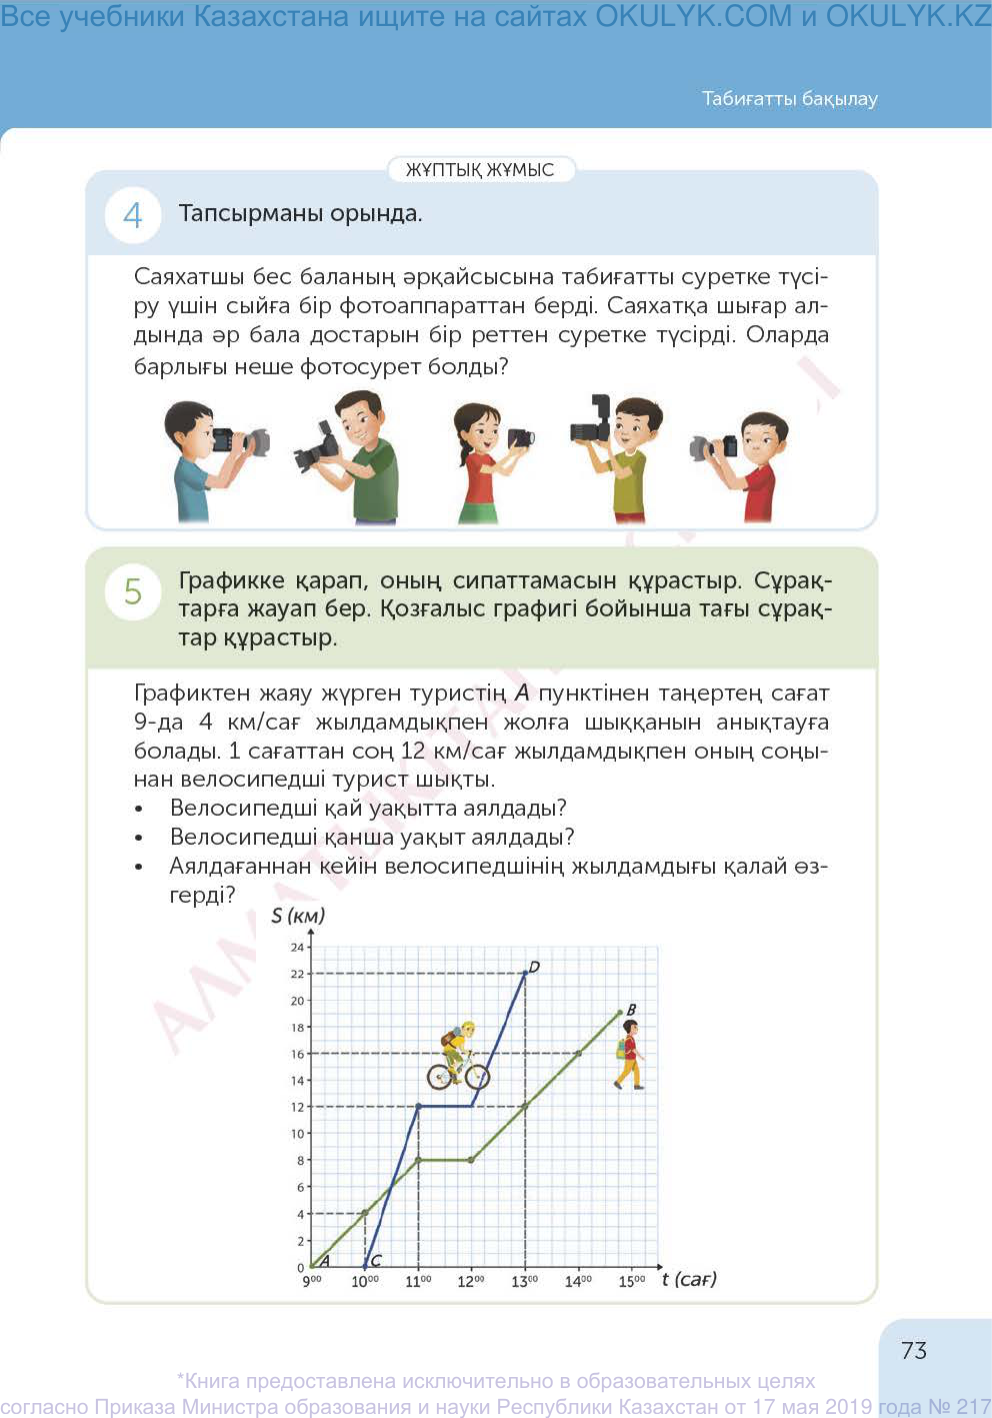 Все учебники Казахстана ищите на сайтах OKULYK.COM и OKULYK.KZ
Табиғатты бақылау
ЖҰПТЫҚ ЖҰМЫС
4 Тапсырманы орында.
Саяхатшы бес баланың әрқайсысына табиғатты суретке түсі-
ру үшін сыйға бір фотоаппараттан берді. Саяхатқа шығар ал-
дында әр бала достарын бір реттен суретке түсірді. Оларда
барлығы неше фотосурет болды?
5 Графикке қарап, оның сипаттамасын құрастыр. Сұрақ-
тарға жауап бер. Қозғалыс графигі бойынша тағы сұрақ-
тар құрастыр.
Графиктен жаяу жүрген туристің A пунктінен таңертең сағат
9-да 4 км/сағ жылдамдықпен жолға шыққанын анықтауға
болады. 1 сағаттан соң 12 км/сағ жылдамдықпен оның соңы-
нан велосипедші турист шықты.
• Велосипедші қай уақытта аялдады?
• Велосипедші қанша уақыт аялдады?
• Аялдағаннан кейін велосипедшінің жылдамдығы қалай өз-
герді?
S (км)
24
22
20
18
16
14
12
10
8
6
4
2
0
D
B
A
C
9⁰⁰ 10⁰⁰ 11⁰⁰ 12⁰⁰ 13⁰⁰ 14⁰⁰ 15⁰⁰ t (сағ)
73
*Книга предоставлена исключительно в образовательных целях
согласно Приказа Министра образования и науки Республики Казахстан от 17 мая 2019 года № 217